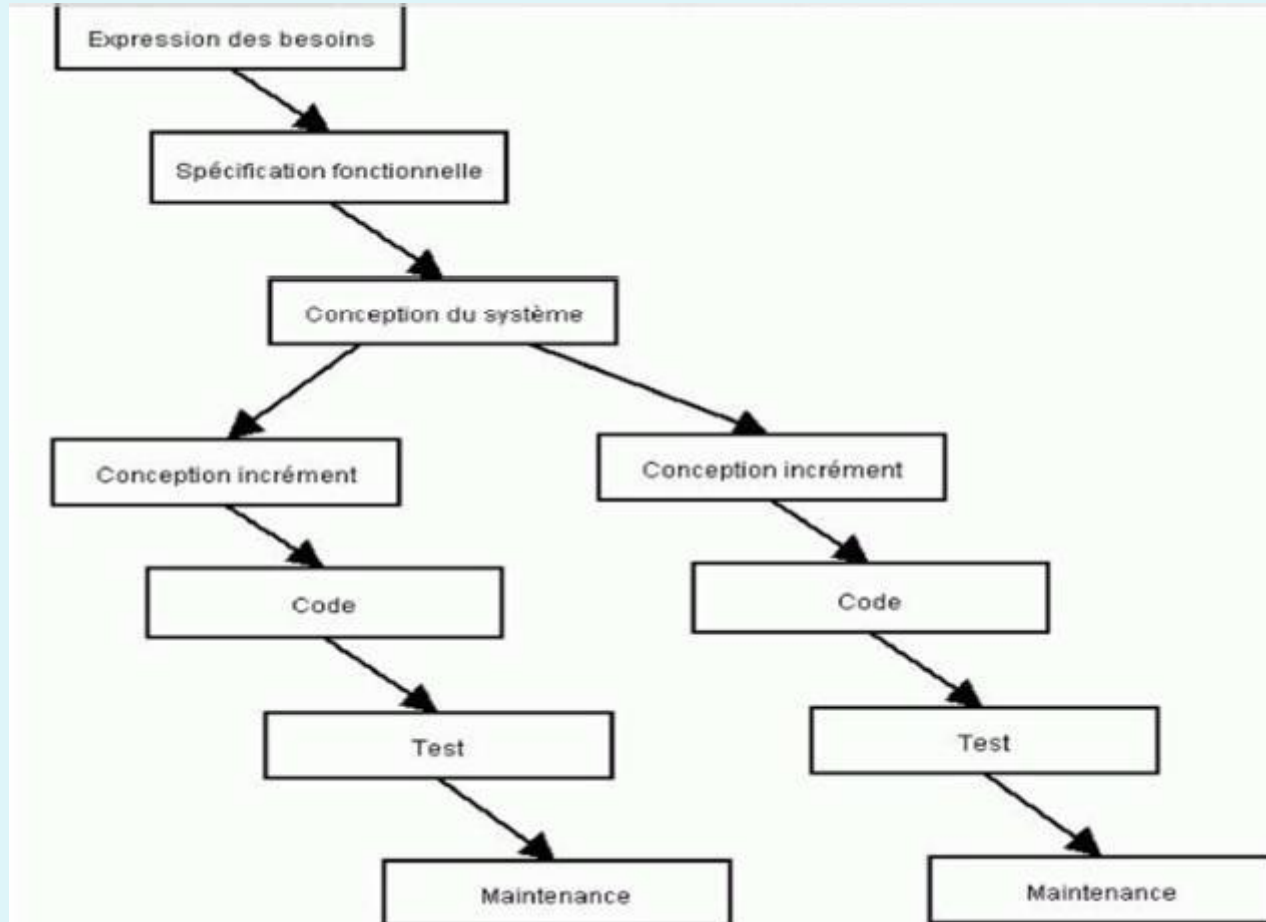 Expression des besoins
Spécification fonctionnelle
Conception du système
Conception incrément
Conception incrément
Code
Code
Test
Test
Maintenance
Maintenance